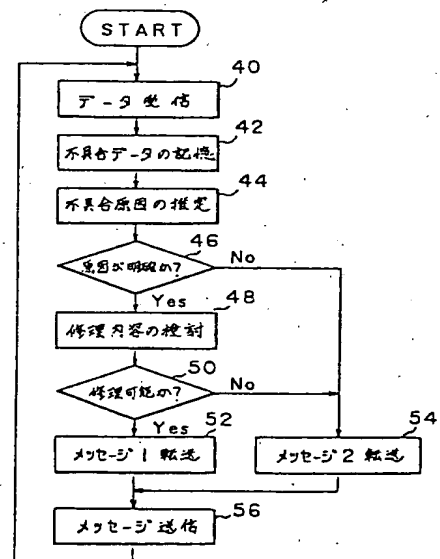 START
40
データ受信
42
不具合データの記憶
44
不具合原因の推定
46
原因が明確か?
No
Yes
48
修理内容の検討
50
修理可能か?
No
Yes
52
メッセージ1転送
54
メッセージ2転送
56
メッセージ送信